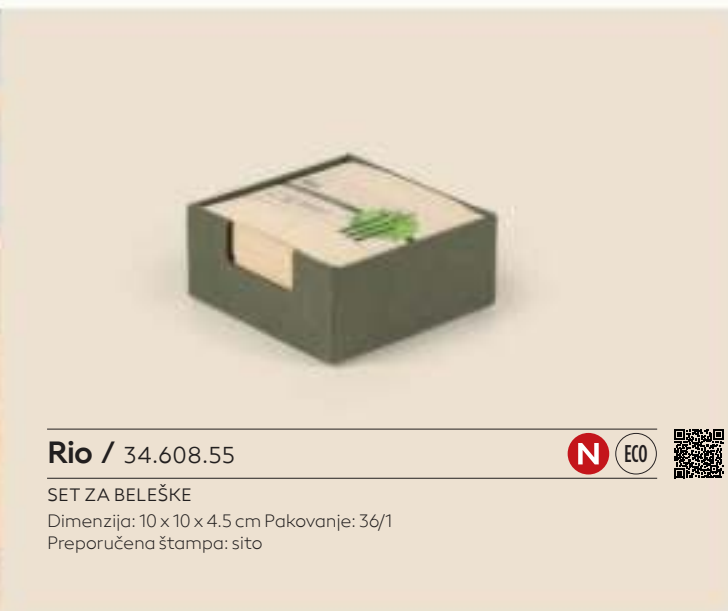 Rio / 34.608.55
N
ECO
SET ZA BELEŠKE
Dimenzija: 10 x 10 x 4.5 cm Pakovanje: 36/1
Preporučena štampa: sito